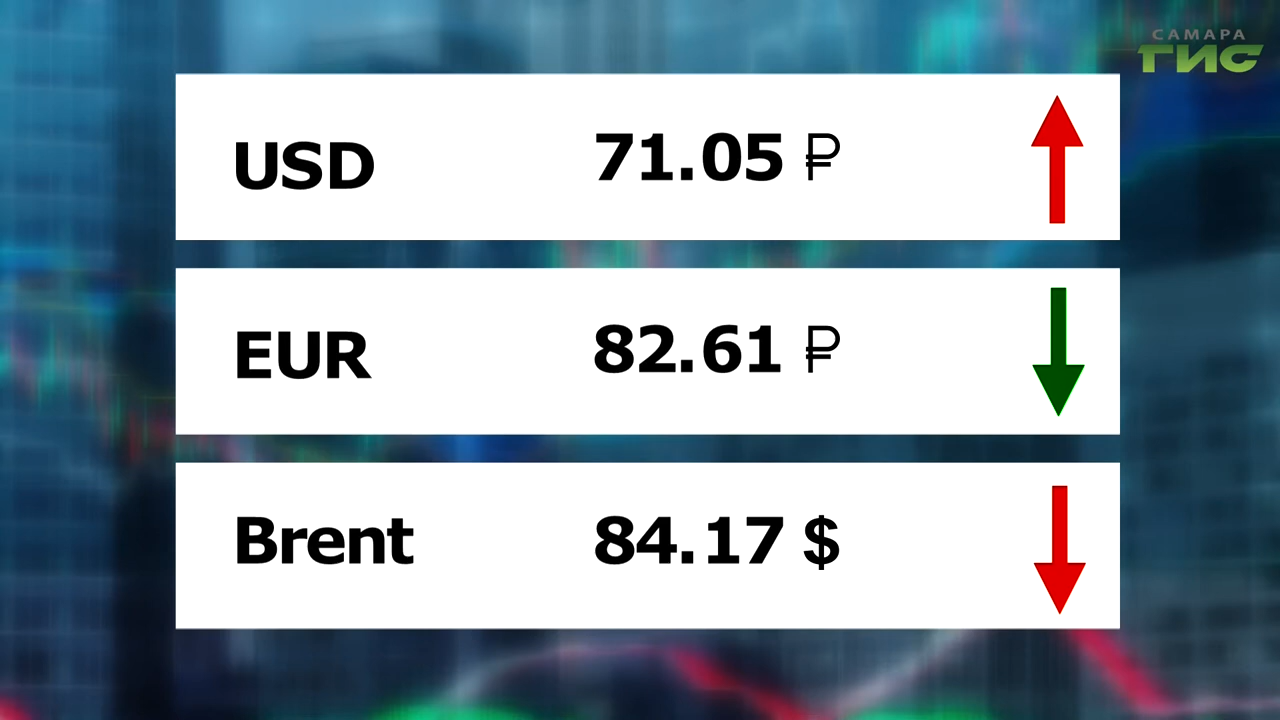 САМАРА
ГИС
USD 71.05 ₽
EUR 82.61 ₽
Brent 84.17 $